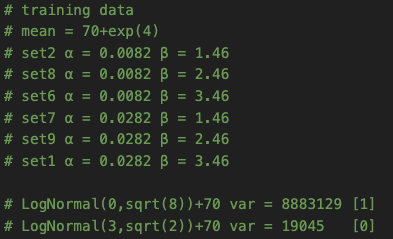 # training data
# mean = 70+exp(4)
# set2 α = 0.0082 β = 1.46
# set8 α = 0.0082 β = 2.46
# set6 α = 0.0082 β = 3.46
# set7 α = 0.0282 β = 1.46
# set9 α = 0.0282 β = 2.46
# set1 α = 0.0282 β = 3.46
# LogNormal(0,sqrt(8))+70 var = 8883129 [1]
# LogNormal(3,sqrt(2))+70 var = 19045   [0]